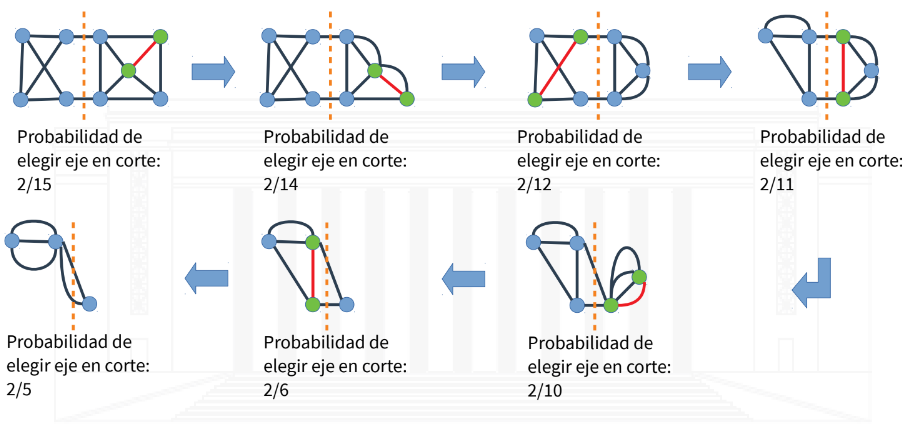 Probabilidad de
elegir eje en corte:
2/15
Probabilidad de
elegir eje en corte:
2/14
Probabilidad de
elegir eje en corte:
2/12
Probabilidad de
elegir eje en corte:
2/11
Probabilidad de
elegir eje en corte:
2/5
Probabilidad de
elegir eje en corte:
2/6
Probabilidad de
elegir eje en corte:
2/10